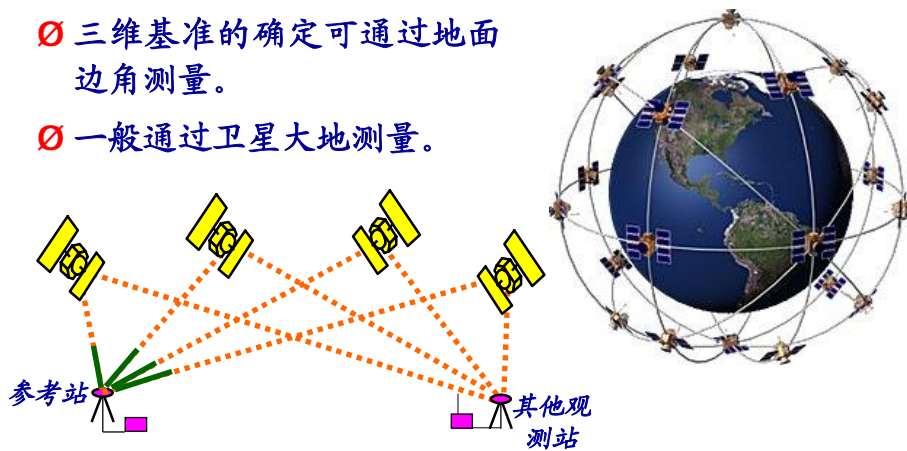 Ø 三维基准的确定可通过地面
边角测量。
Ø 一般通过卫星大地测量。
参考站
其他观
测站